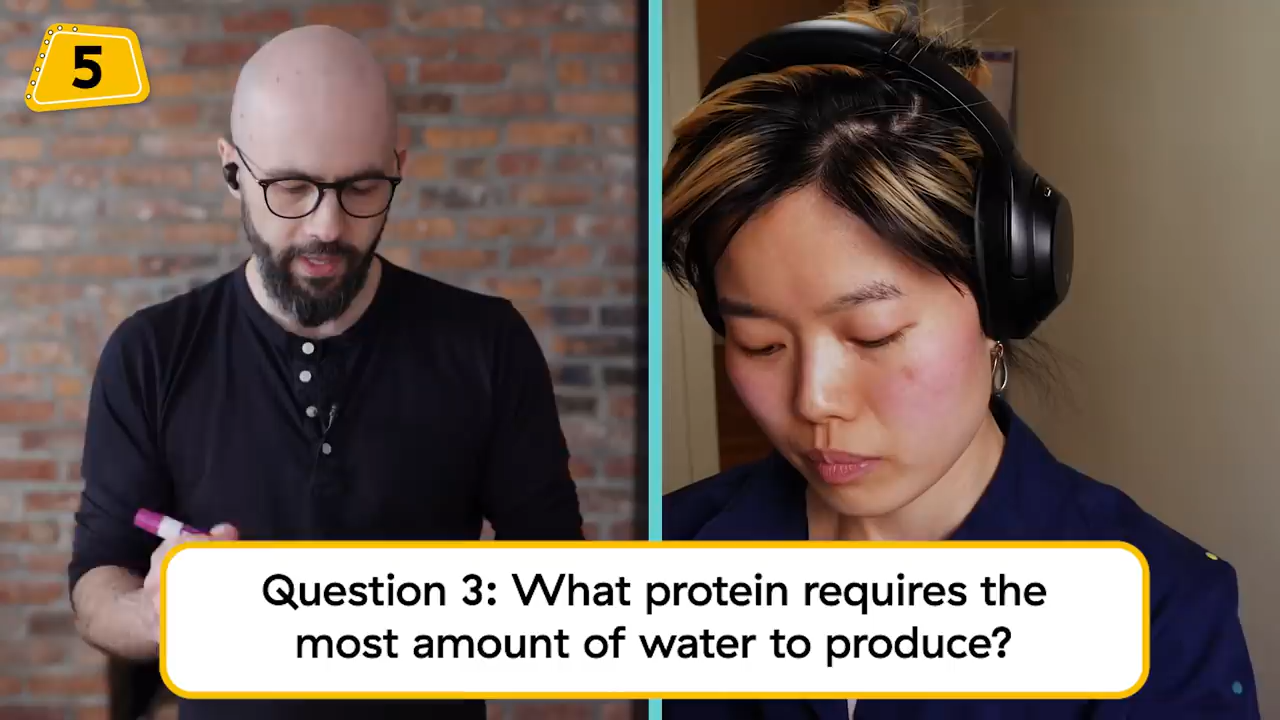 5
Question 3: What protein requires the
most amount of water to produce?